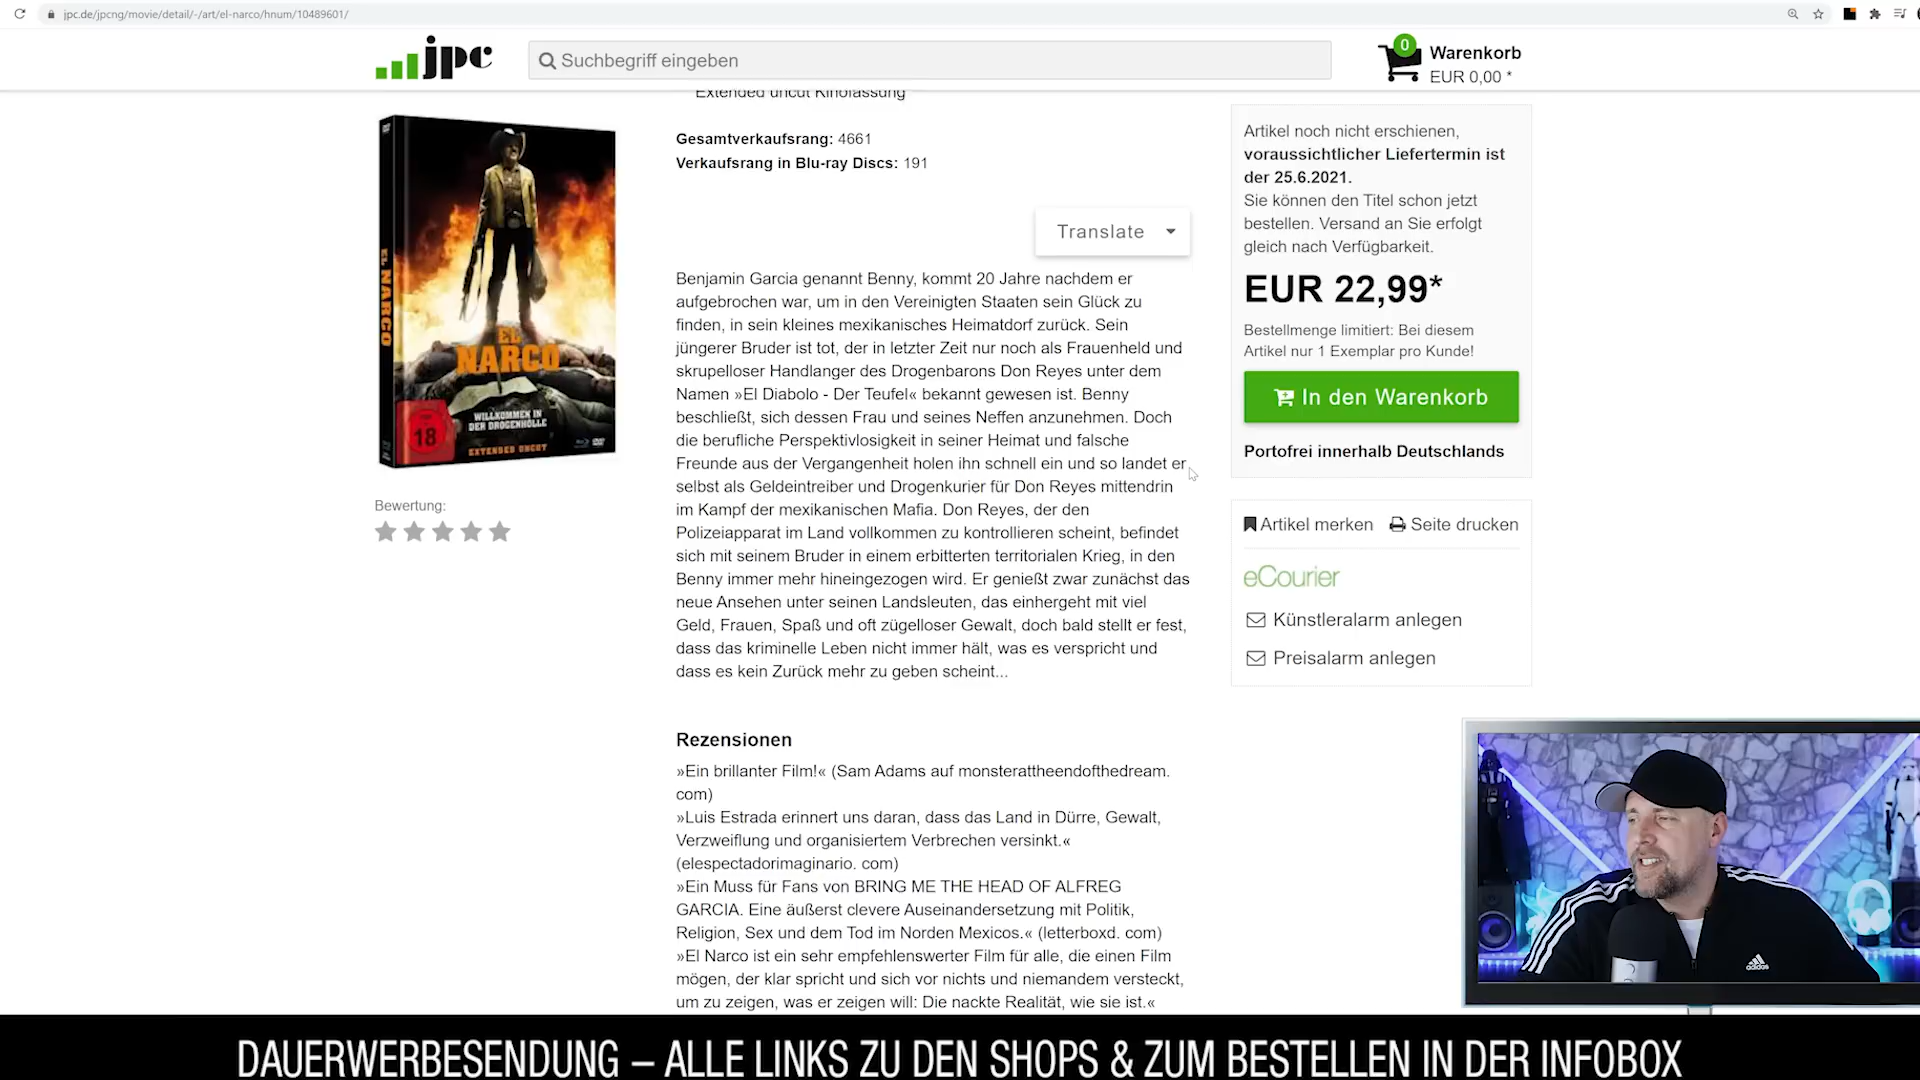 jpc.de/jpcng/movie/detail/-/art/el-narco/hnum/10489601/
jpc
Suchbegriff eingeben
0
Warenkorb
EUR 0,00 *
Extended uncut Kinofassung
Gesamtverkaufsrang: 4661
Verkaufsrang in Blu-ray Discs: 191
Translate
EL NARCO
EL
NARCO
WILLKOMMEN IN
DER DROGENHÖLLE
18
EXTENDED UNCUT
Bewertung:
Benjamin Garcia genannt Benny, kommt 20 Jahre nachdem er
aufgebrochen war, um in den Vereinigten Staaten sein Glück zu
finden, in sein kleines mexikanisches Heimatdorf zurück. Sein
jüngerer Bruder ist tot, der in letzter Zeit nur noch als Frauenheld und
skrupelloser Handlanger des Drogenbarons Don Reyes unter dem
Namen »El Diabolo - Der Teufel« bekannt gewesen ist. Benny
beschließt, sich dessen Frau und seines Neffen anzunehmen. Doch
die berufliche Perspektivlosigkeit in seiner Heimat und falsche
Freunde aus der Vergangenheit holen ihn schnell ein und so landet er
selbst als Geldeintreiber und Drogenkurier für Don Reyes mittendrin
im Kampf der mexikanischen Mafia. Don Reyes, der den
Polizeiapparat im Land vollkommen zu kontrollieren scheint, befindet
sich mit seinem Bruder in einem erbitterten territorialen Krieg, in den
Benny immer mehr hineingezogen wird. Er genießt zwar zunächst das
neue Ansehen unter seinen Landsleuten, das einhergeht mit viel
Geld, Frauen, Spaß und oft zügelloser Gewalt, doch bald stellt er fest,
dass das kriminelle Leben nicht immer hält, was es verspricht und
dass es kein Zurück mehr zu geben scheint...
Rezensionen
»Ein brillanter Film!« (Sam Adams auf monsterattheendofthedream.
com)
»Luis Estrada erinnert uns daran, dass das Land in Dürre, Gewalt,
Verzweiflung und organisiertem Verbrechen versinkt.«
(elespectadorimaginario. com)
»Ein Muss für Fans von BRING ME THE HEAD OF ALFREG
GARCIA. Eine äußerst clevere Auseinandersetzung mit Politik,
Religion, Sex und dem Tod im Norden Mexicos.« (letterboxd. com)
»El Narco ist ein sehr empfehlenswerter Film für alle, die einen Film
mögen, der klar spricht und sich vor nichts und niemandem versteckt,
um zu zeigen, was er zeigen will: Die nackte Realität, wie sie ist.«
Artikel noch nicht erschienen,
voraussichtlicher Liefertermin ist
der 25.6.2021.
Sie können den Titel schon jetzt
bestellen. Versand an Sie erfolgt
gleich nach Verfügbarkeit.
EUR 22,99*
Bestellmenge limitiert: Bei diesem
Artikel nur 1 Exemplar pro Kunde!
In den Warenkorb
Portofrei innerhalb Deutschlands
Artikel merken Seite drucken
eCourier
Künstleralarm anlegen
Preisalarm anlegen
adidas
DAUERWERBESENDUNG – ALLE LINKS ZU DEN SHOPS & ZUM BESTELLEN IN DER INFOBOX